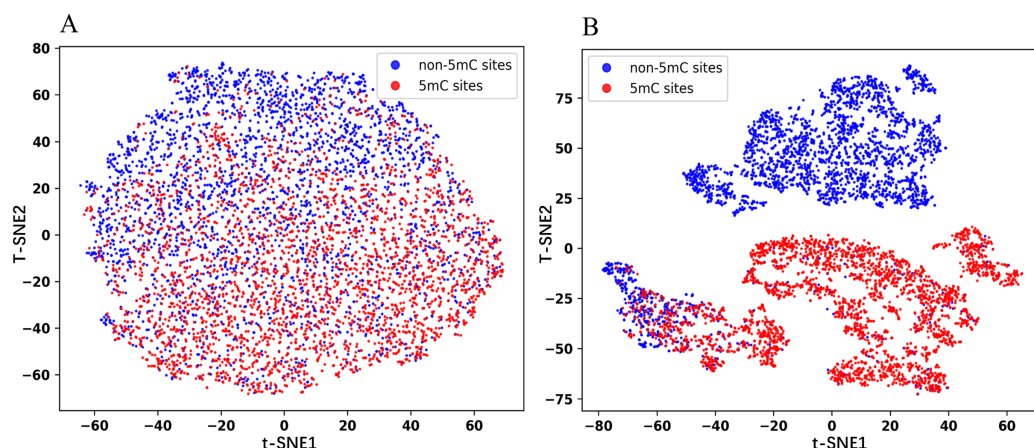 A
80
60
40
20
0
−20
−40
−60
T-SNE2
−60 −40 −20 0 20 40 60
t-SNE1
non-5mC sites
5mC sites
B
75
50
25
0
−25
−50
−75
T-SNE2
−80 −60 −40 −20 0 20 40 60
t-SNE1
non-5mC sites
5mC sites